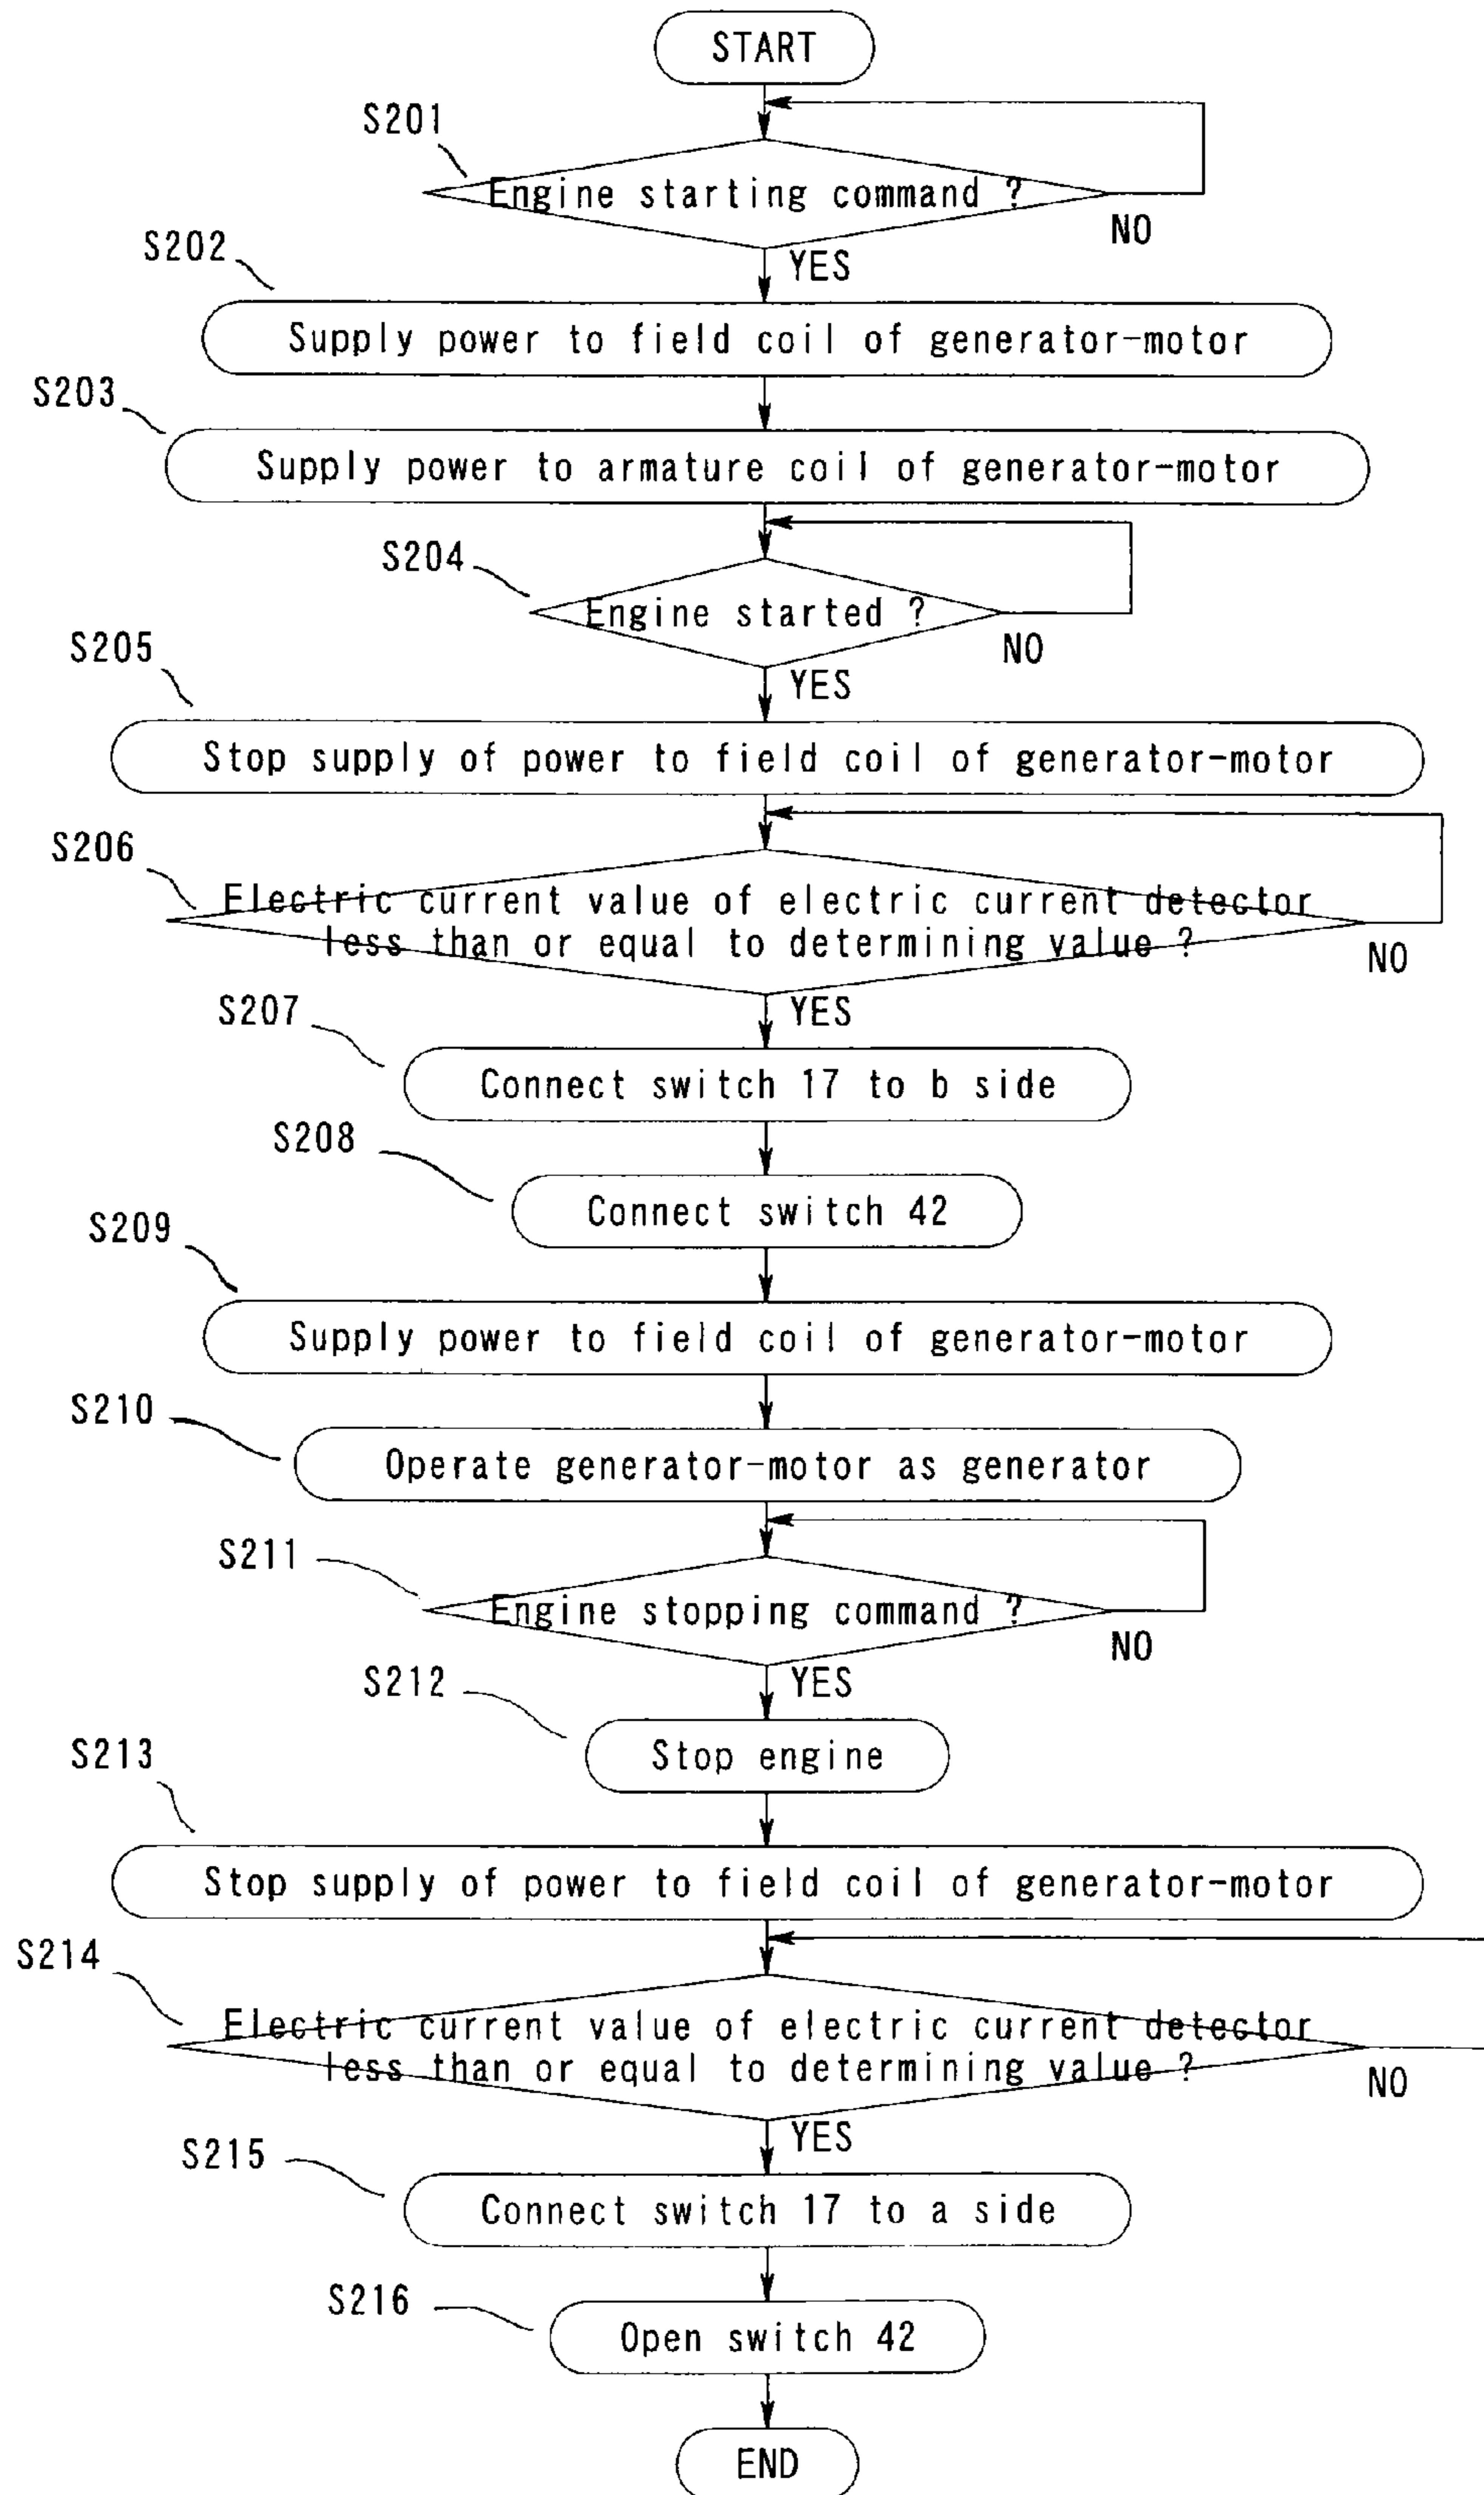 START
S201
Engine starting command ?
NO
YES
S202
Supply power to field coil of generator-motor
S203
Supply power to armature coil of generator-motor
S204
Engine started ?
NO
YES
S205
Stop supply of power to field coil of generator-motor
S206
Electric current value of electric current detector
less than or equal to determining value ?
NO
YES
S207
Connect switch 17 to b side
S208
Connect switch 42
S209
Supply power to field coil of generator-motor
S210
Operate generator-motor as generator
S211
Engine stopping command ?
NO
YES
S212
Stop engine
S213
Stop supply of power to field coil of generator-motor
S214
Electric current value of electric current detector
less than or equal to determining value ?
NO
YES
S215
Connect switch 17 to a side
S216
Open switch 42
END